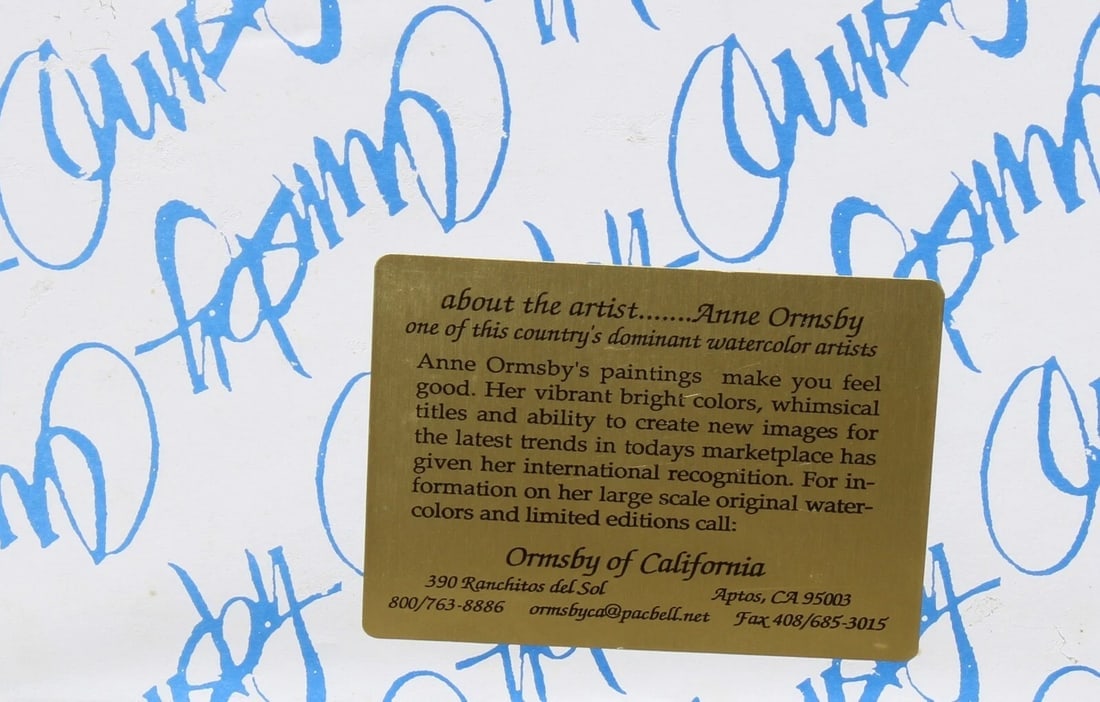 about the artist.......Anne Ormsby
one of this country's dominant watercolor artists
Anne Ormsby's paintings make you feel
good. Her vibrant bright colors, whimsical
titles and ability to create new images for
the latest trends in todays marketplace has
given her international recognition. For in-
formation on her large scale original water-
colors and limited editions call:
Ormsby of California
390 Ranchitos del Sol Aptos, CA 95003
800/763-8886 ormsbyca@pacbell.net Fax 408/685-3015